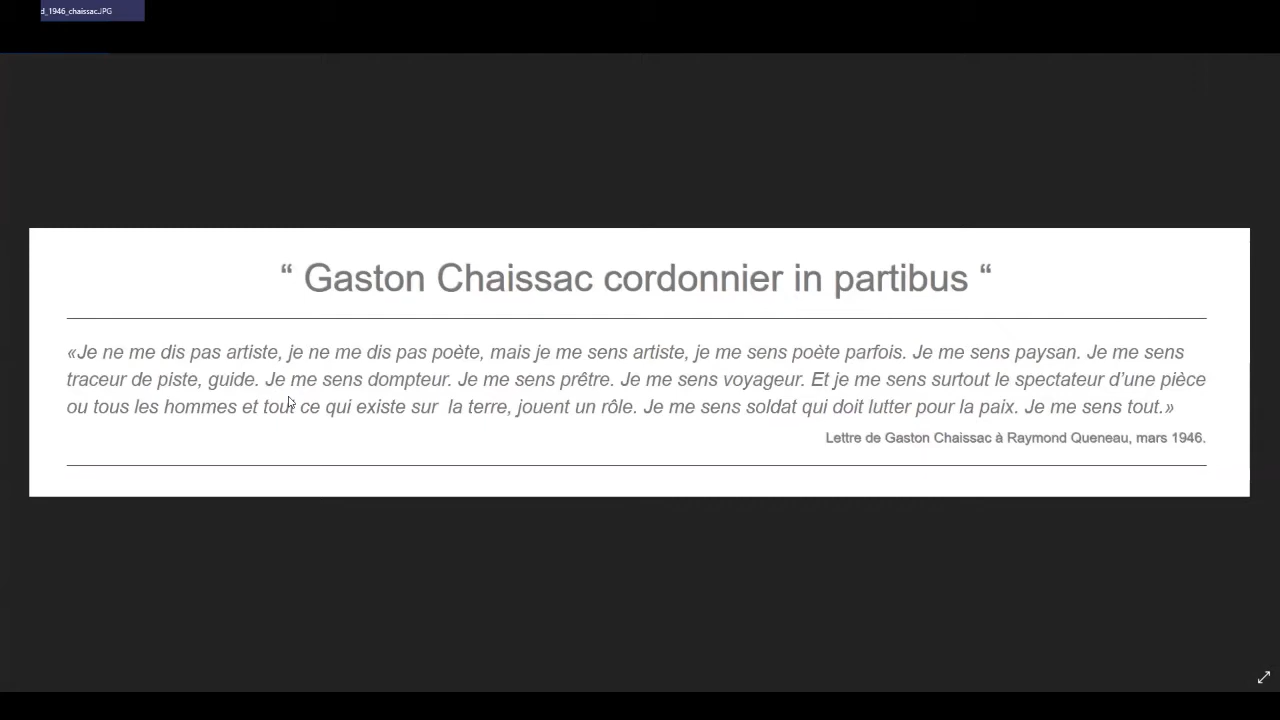 d_1946_chaissac.JPG
“ Gaston Chaissac cordonnier in partibus “
«Je ne me dis pas artiste, je ne me dis pas poète, mais je me sens artiste, je me sens poète parfois. Je me sens paysan. Je me sens
traceur de piste, guide. Je me sens dompteur. Je me sens prêtre. Je me sens voyageur. Et je me sens surtout le spectateur d’une pièce
ou tous les hommes et tout ce qui existe sur la terre, jouent un rôle. Je me sens soldat qui doit lutter pour la paix. Je me sens tout.»
Lettre de Gaston Chaissac à Raymond Queneau, mars 1946.